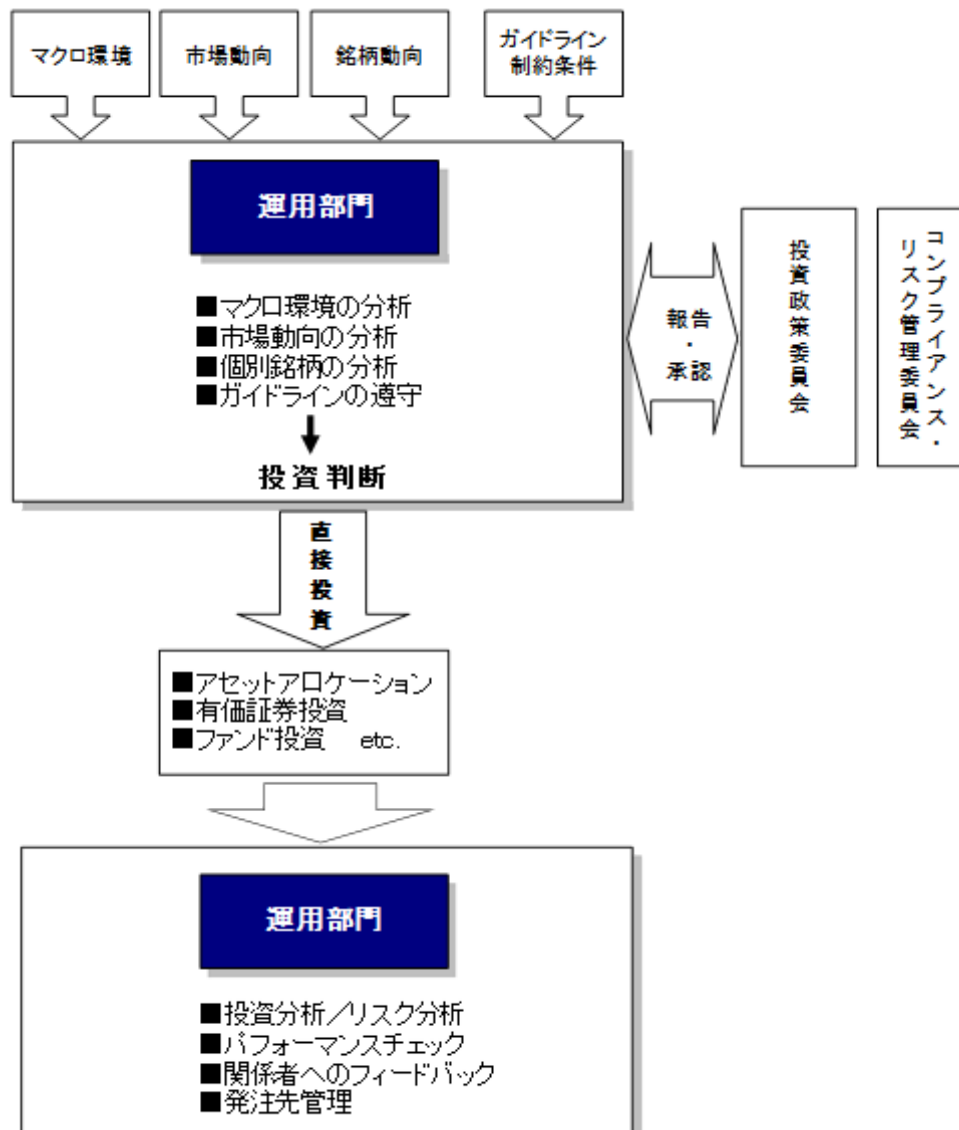 マクロ環境
市場動向
銘柄動向
ガイドライン
制約条件
運用部門
■マクロ環境の分析
■市場動向の分析
■個別銘柄の分析
■ガイドラインの遵守
投資判断
報告
・
承認
投資政策委員会
コンプライアンス・
リスク管理委員会
直接投資
■アセットアロケーション
■有価証券投資
■ファンド投資 etc.
運用部門
■投資分析／リスク分析
■パフォーマンスチェック
■関係者へのフィードバック
■発注先管理